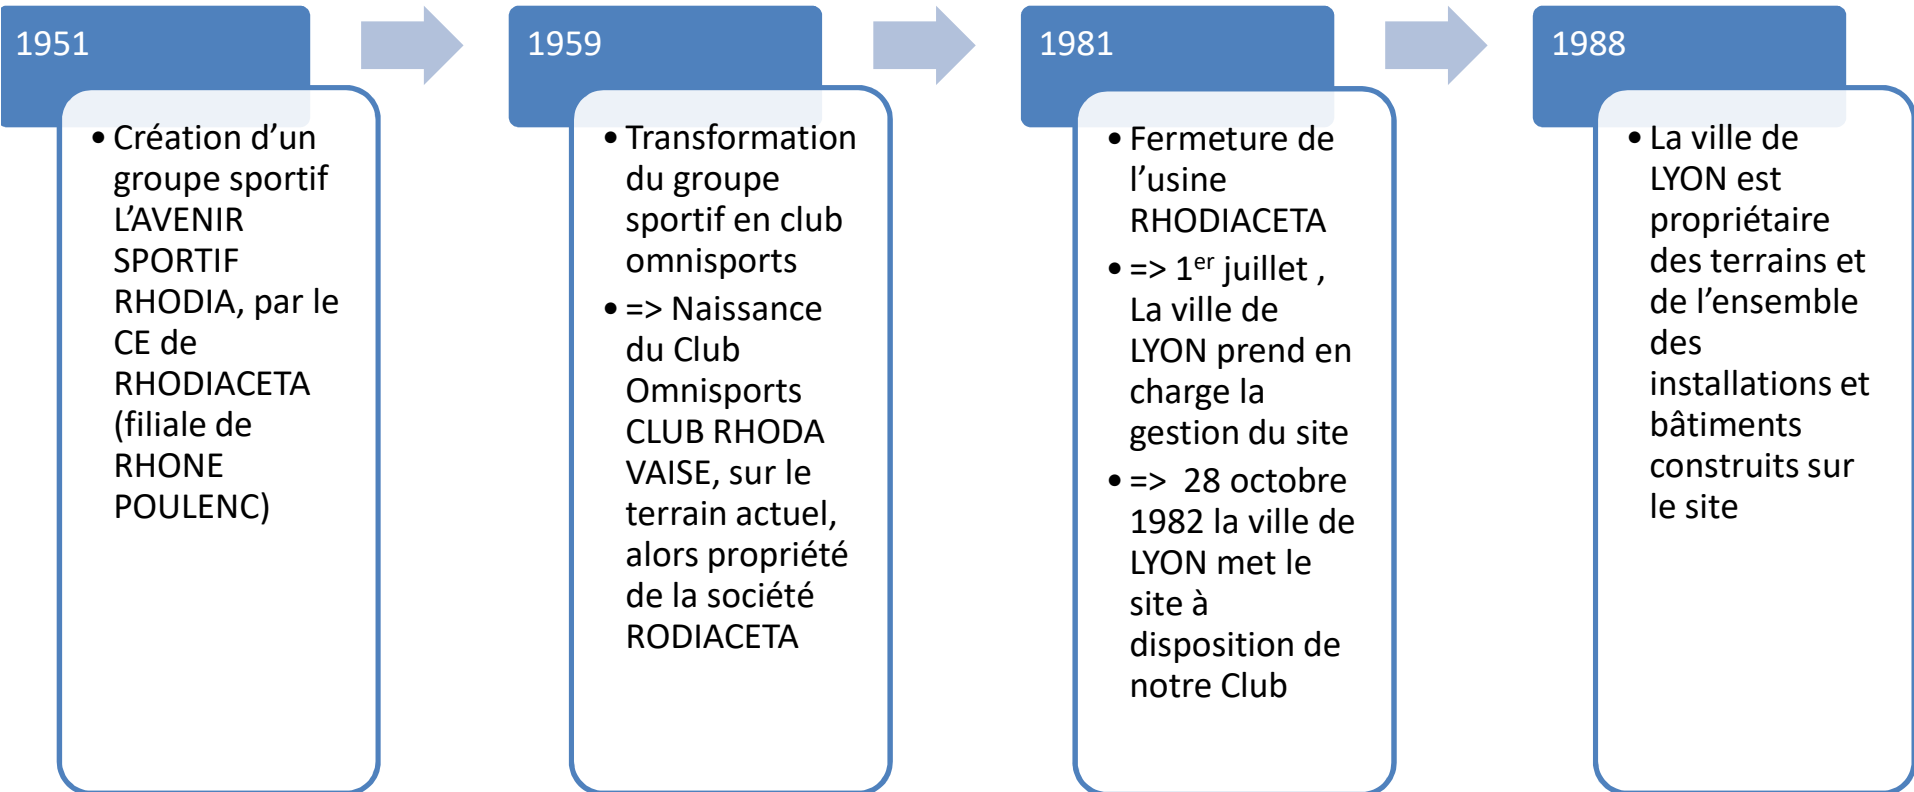 1951
• Création d’un
groupe sportif
L’AVENIR
SPORTIF
RHODIA, par le
CE de
RHODIACETA
(filiale de
RHONE
POULENC)
1959
• Transformation
du groupe
sportif en club
omnisports
• => Naissance
du Club
Omnisports
CLUB RHODA
VAISE, sur le
terrain actuel,
alors propriété
de la société
RODIACETA
1981
• Fermeture de
l’usine
RHODIACETA
• => 1er juillet ,
La ville de
LYON prend en
charge la
gestion du site
• => 28 octobre
1982 la ville de
LYON met le
site à
disposition de
notre Club
1988
• La ville de
LYON est
propriétaire
des terrains et
de l’ensemble
des
installations et
bâtiments
construits sur
le site